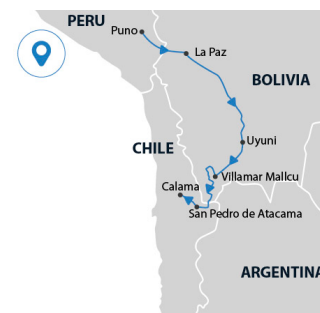 PERU
Puno
La Paz
BOLIVIA
Uyuni
CHILE
Villamar Mallcu
Calama
San Pedro de Atacama
ARGENTINA